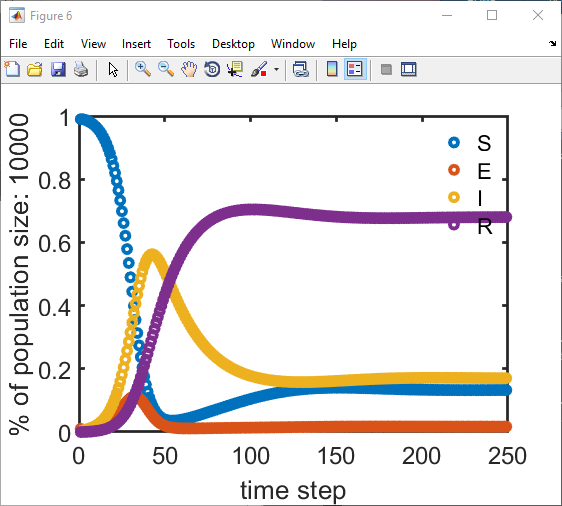 Figure 6
File Edit View Insert Tools Desktop Window Help
% of population size: 10000
1
0.8
0.6
0.4
0.2
0
0 50 100 150 200 250
time step
S
E
I
R